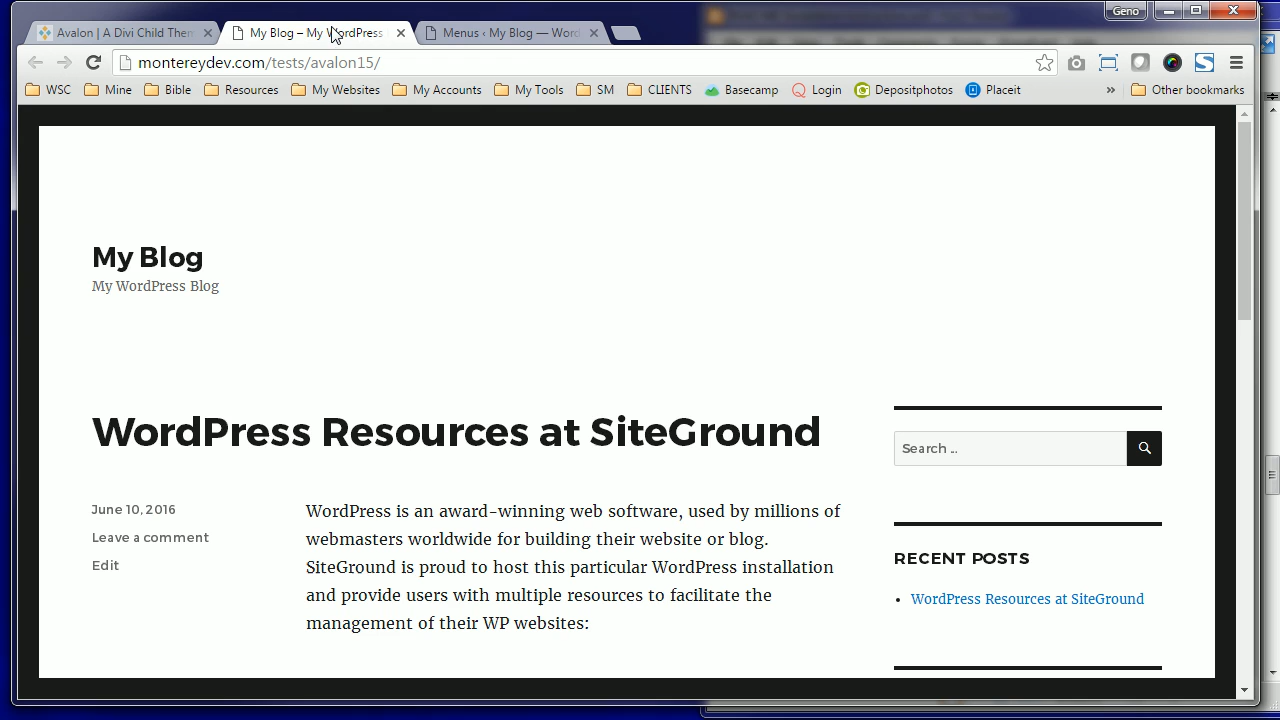 Geno
Avalon | A Divi Child Then
My Blog – My WordPress
Menus ‹ My Blog — Word
montereydev.com/tests/avalon15/
WSC Mine Bible Resources My Websites My Accounts My Tools SM CLIENTS Basecamp Login Depositphotos Placeit » Other bookmarks
My Blog
My WordPress Blog
WordPress Resources at SiteGround
June 10, 2016
Leave a comment
Edit
WordPress is an award-winning web software, used by millions of
webmasters worldwide for building their website or blog.
SiteGround is proud to host this particular WordPress installation
and provide users with multiple resources to facilitate the
management of their WP websites:
Search ...
RECENT POSTS
WordPress Resources at SiteGround